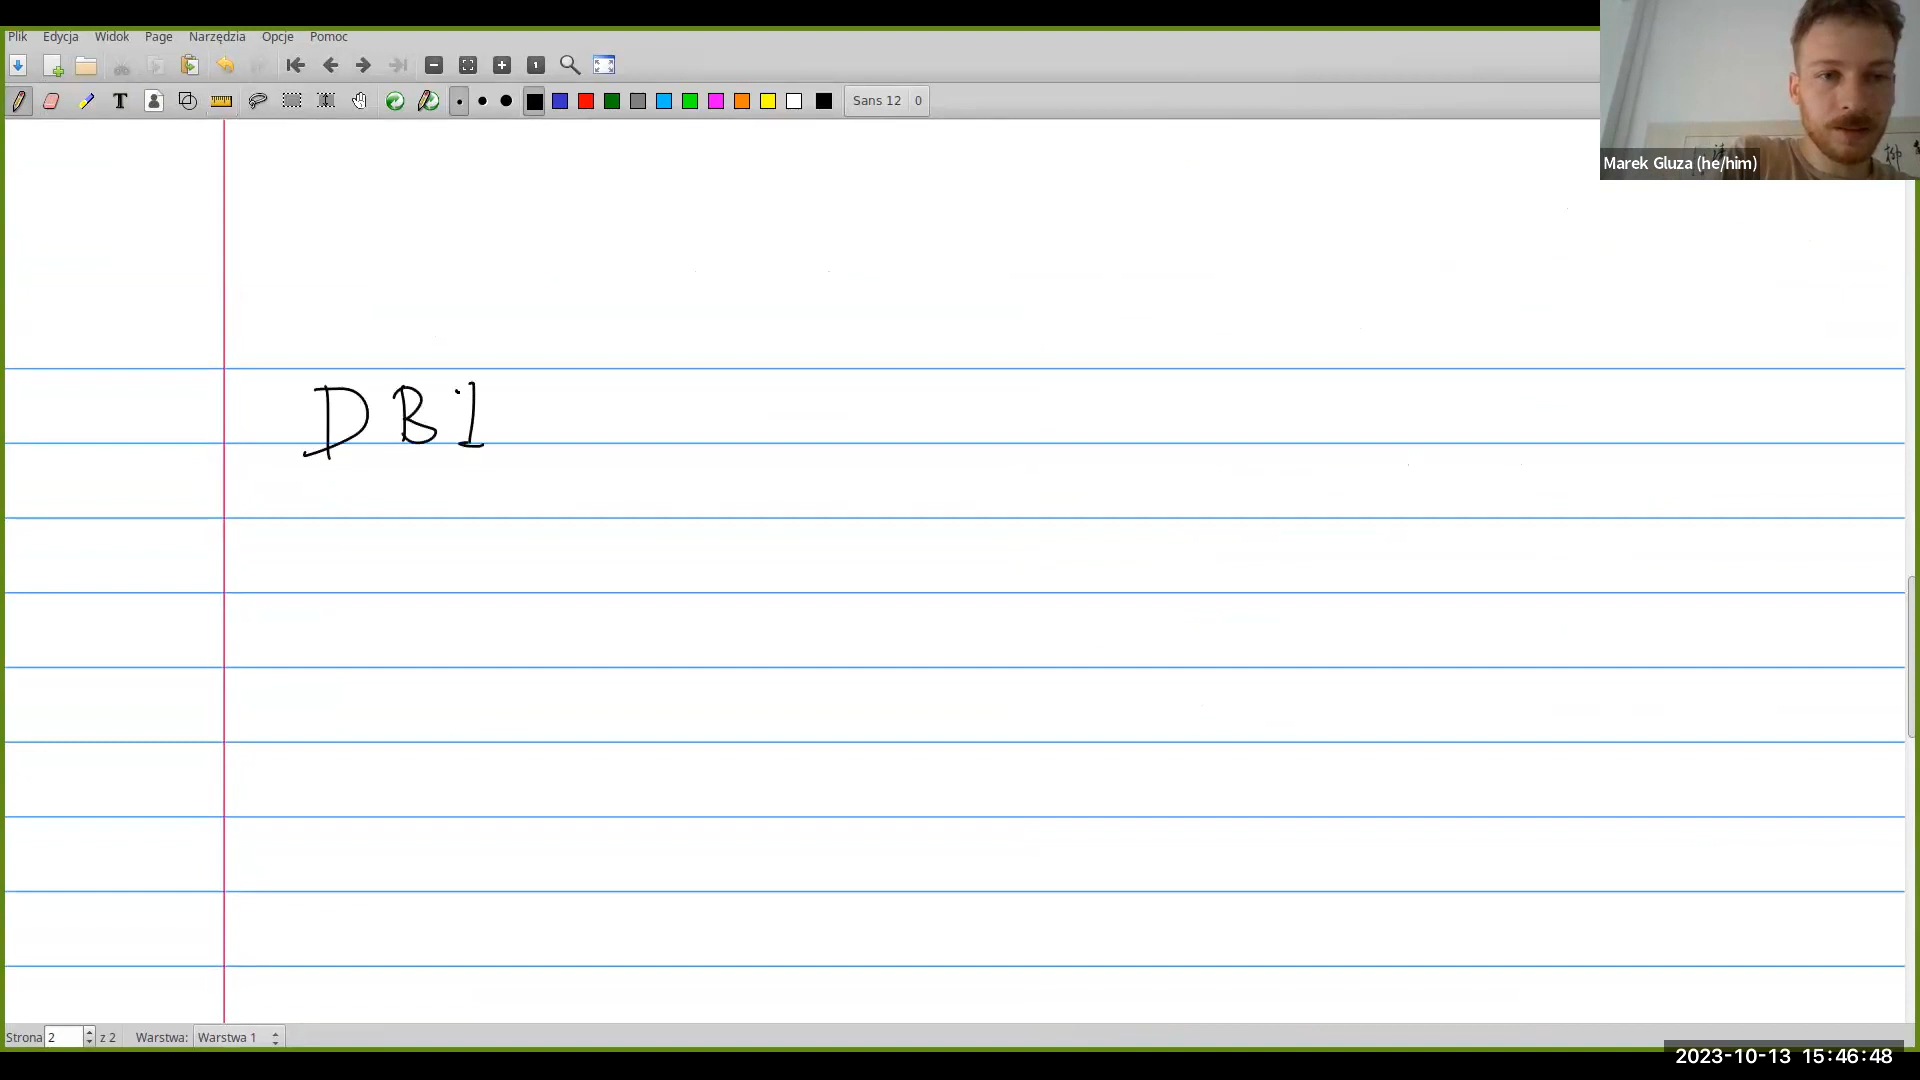 Plik Edycja Widok Page Narzędzia Opcje Pomoc
Sans 12 0
Marek Gluza (he/him)
DBI
Strona 2 z 2 Warstwa: Warstwa 1
2023-10-13 15:46:48